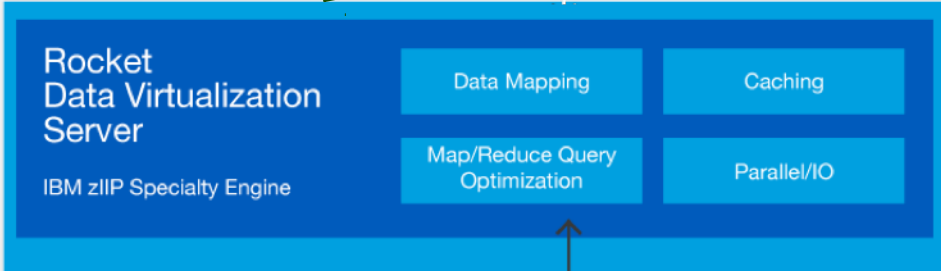 Rocket
Data Virtualization
Server
IBM zIIP Specialty Engine
Data Mapping
Caching
Map/Reduce Query
Optimization
Parallel/IO